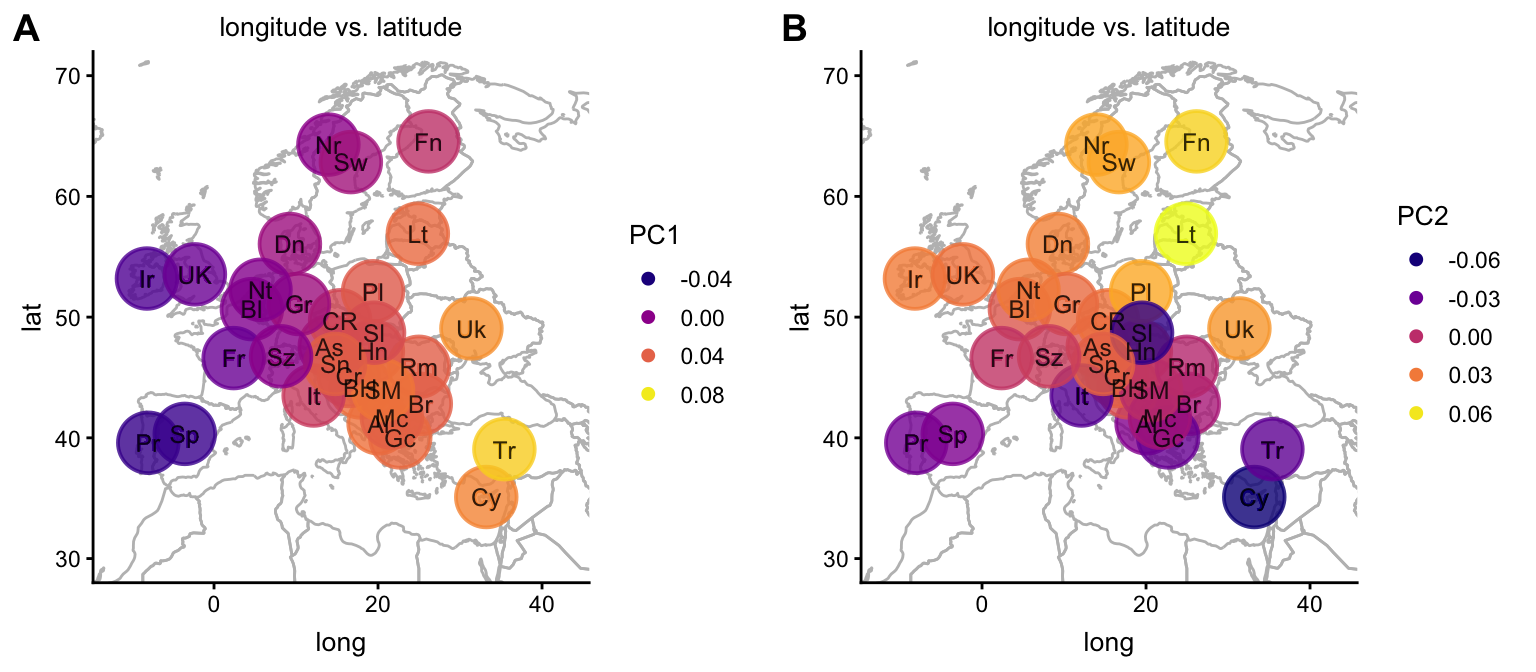 A
longitude vs. latitude
70
60
50
40
30
lat
0
20
40
long
Nr
Sw
Fn
Dn
Lt
Ir
UK
Nt
Bl
Gr
Pl
CR
Sl
Uk
Fr
Sz
As
Hn
Sn
Cr
Rm
It
BH
SM
Br
Mc
Gc
Pr
Sp
Tr
Cy
PC1
-0.04
0.00
0.04
0.08
B
longitude vs. latitude
70
60
50
40
30
lat
0
20
40
long
Nr
Sw
Fn
Dn
Lt
Ir
UK
Nt
Bl
Gr
Pl
CR
Sl
Uk
Fr
Sz
As
Hn
Sn
Cr
Rm
It
BH
SM
Br
Mc
Gc
Pr
Sp
Tr
Cy
PC2
-0.06
-0.03
0.00
0.03
0.06